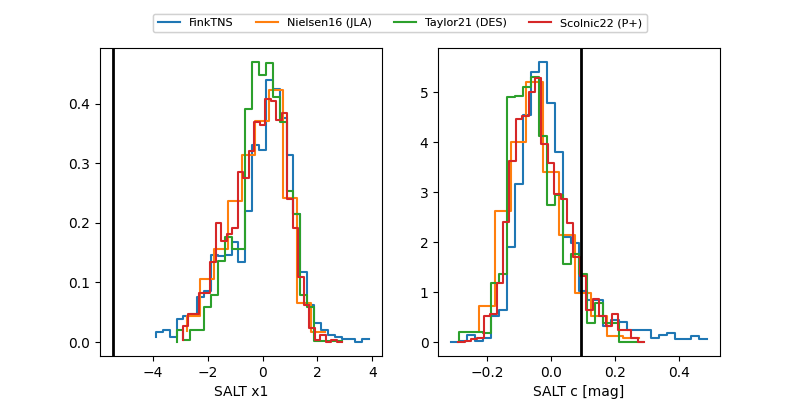 FinkTNS Nielsen16 (JLA) Taylor21 (DES) Scolnic22 (P+)
0.4
0.3
0.2
0.1
0.0
−4 −2 0 2 4
SALT x1
5
4
3
2
1
0
−0.2 0.0 0.2 0.4
SALT c [mag]